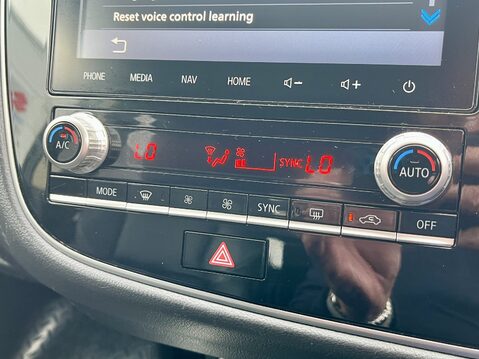 Reset voice control learning
PHONE MEDIA NAV HOME
A/C LO SYNC LO AUTO
MODE SYNC OFF